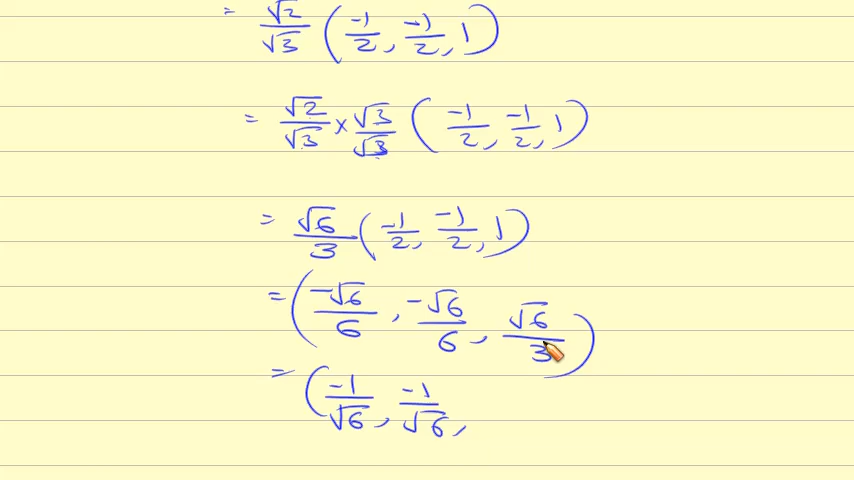 = √2/√3 (-1/2, -1/2, 1)
= √2/√3 × √3/√3 (-1/2, -1/2, 1)
= √6/3 (-1/2, -1/2, 1)
= (-√6/6, -√6/6, √6/3)
= (-1/√6, -1/√6,